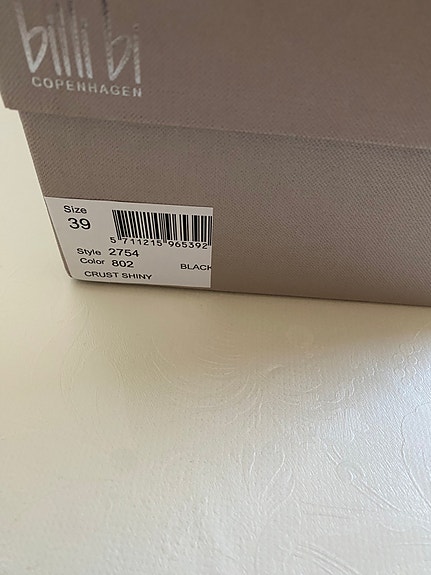 billi bi
COPENHAGEN
Size
39
5 711215 965392
Style 2754
Color 802
BLACK
CRUST SHINY